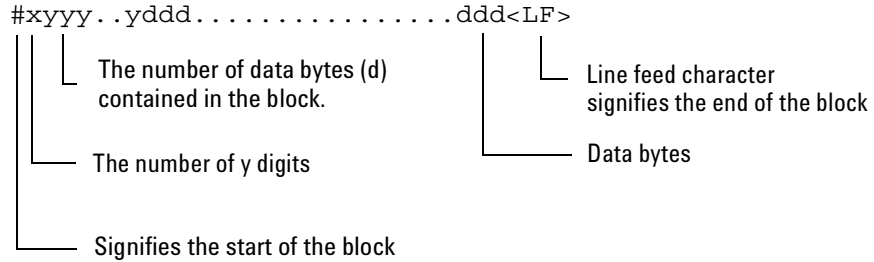 #xyyy..yddd................ddd<LF>
The number of data bytes (d)
contained in the block.
Line feed character
signifies the end of the block
The number of y digits
Data bytes
Signifies the start of the block